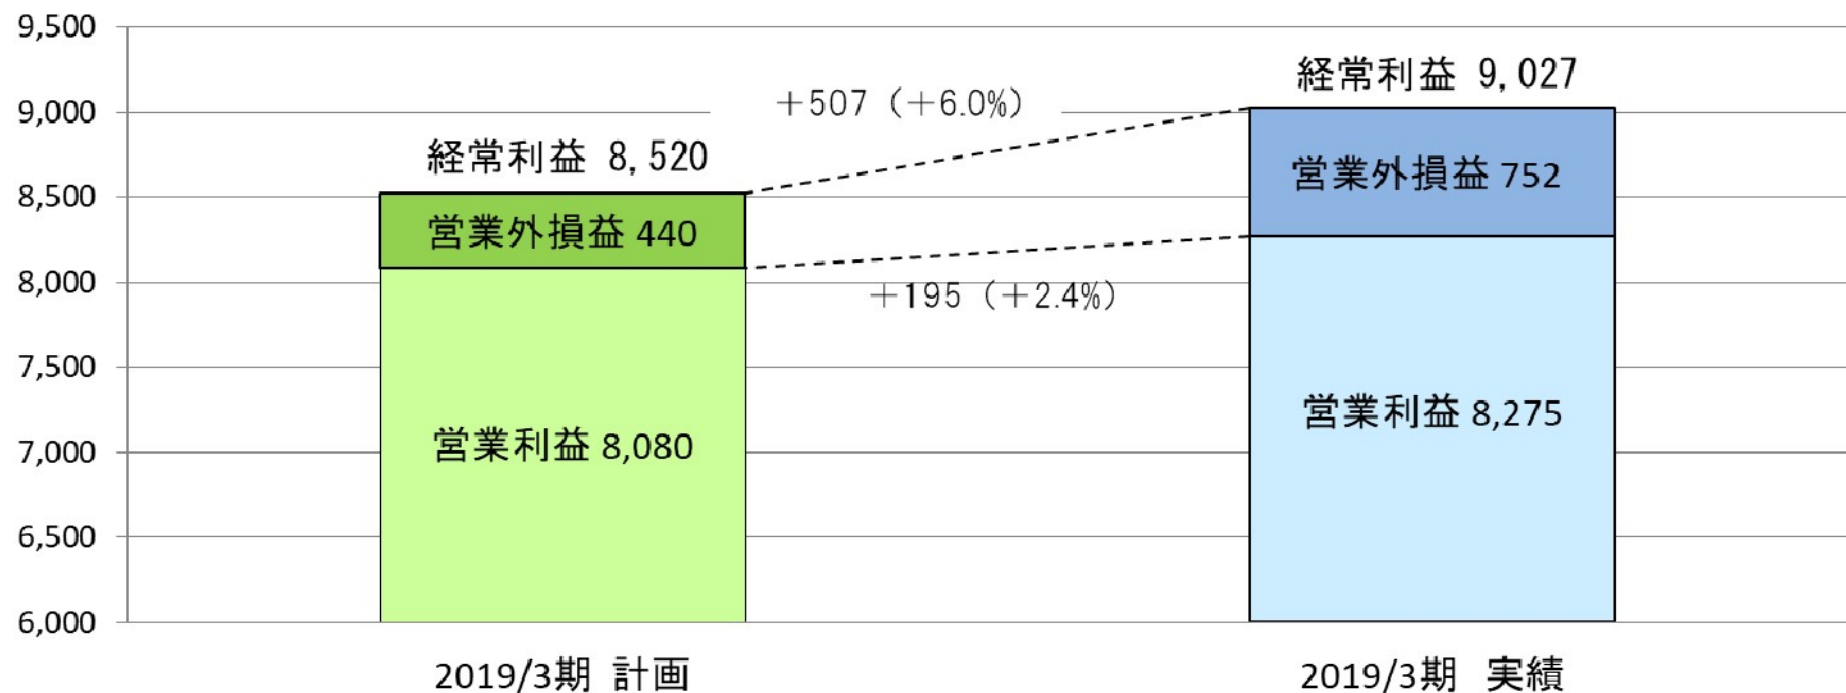 9,500
9,000
8,500
8,000
7,500
7,000
6,500
6,000
経常利益 8,520
営業外損益 440
営業利益 8,080
+507（+6.0%）
+195（+2.4%）
経常利益 9,027
営業外損益 752
営業利益 8,275
2019/3期 計画
2019/3期 実績